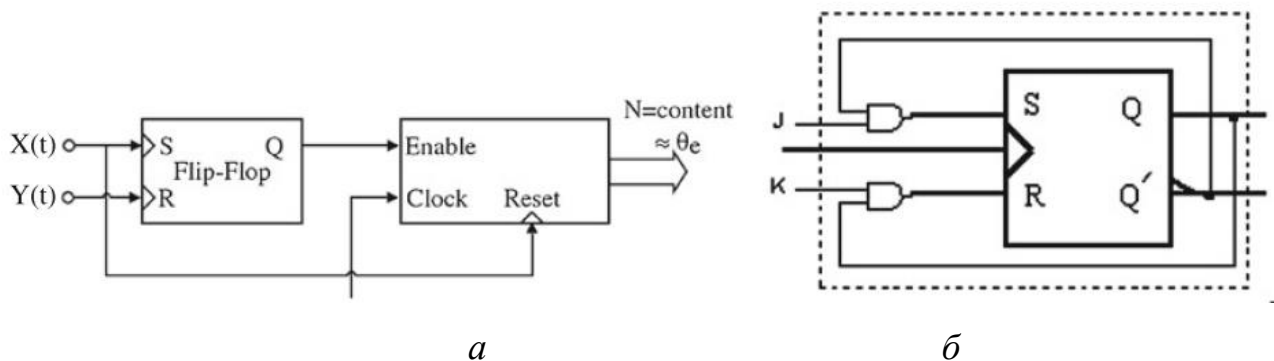 X(t)
Y(t)
S
Q
Flip-Flop
R
Enable
Clock
Reset
N=content
≈ θe
J
K
S
Q
R
Q′
а
б